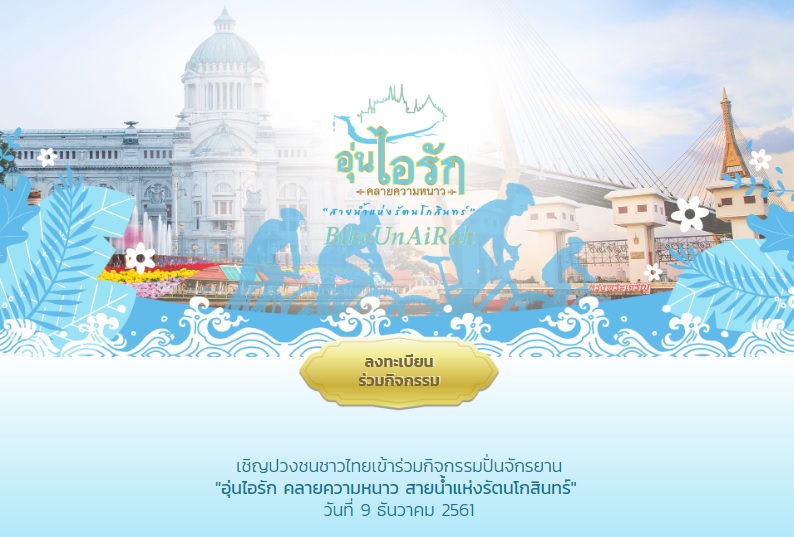 อุ่นไอรัก
คลายความหนาว
"สายน้ำแห่งรัตนโกสินทร์"
BikeUnAiRak
ลงทะเบียน
ร่วมกิจกรรม
เชิญปวงชนชาวไทยเข้าร่วมกิจกรรมปั่นจักรยาน
"อุ่นไอรัก คลายความหนาว สายน้ำแห่งรัตนโกสินทร์"
วันที่ 9 ธันวาคม 2561